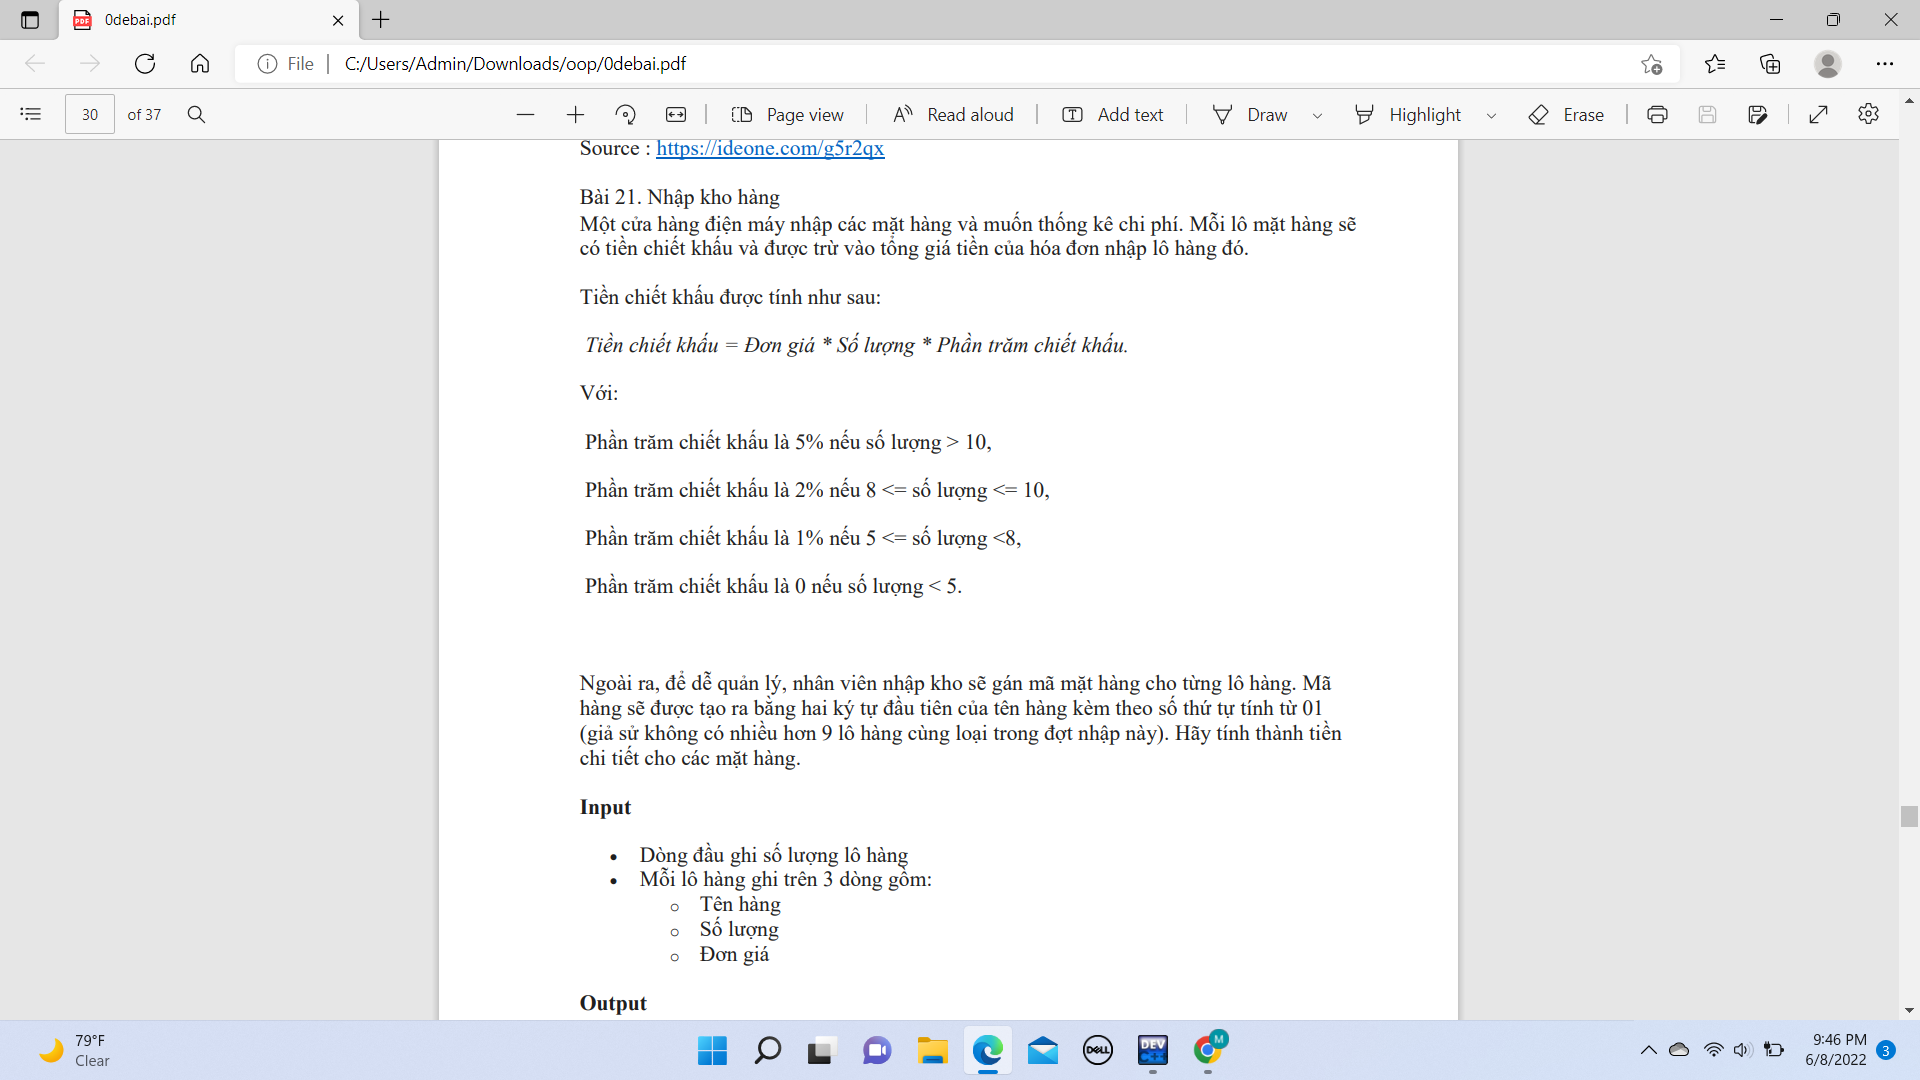 0debai.pdf
File
C:/Users/Admin/Downloads/oop/0debai.pdf
30
of 37
Page view
Read aloud
Add text
Draw
Highlight
Erase
Source : https://ideone.com/g5r2qx
Bài 21. Nhập kho hàng
Một cửa hàng điện máy nhập các mặt hàng và muốn thống kê chi phí. Mỗi lô mặt hàng sẽ
có tiền chiết khấu và được trừ vào tổng giá tiền của hóa đơn nhập lô hàng đó.
Tiền chiết khấu được tính như sau:
Tiền chiết khấu = Đơn giá * Số lượng * Phần trăm chiết khấu.
Với:
Phần trăm chiết khấu là 5% nếu số lượng > 10,
Phần trăm chiết khấu là 2% nếu 8 <= số lượng <= 10,
Phần trăm chiết khấu là 1% nếu 5 <= số lượng <8,
Phần trăm chiết khấu là 0 nếu số lượng < 5.
Ngoài ra, để dễ quản lý, nhân viên nhập kho sẽ gán mã mặt hàng cho từng lô hàng. Mã
hàng sẽ được tạo ra bằng hai ký tự đầu tiên của tên hàng kèm theo số thứ tự tính từ 01
(giả sử không có nhiều hơn 9 lô hàng cùng loại trong đợt nhập này). Hãy tính thành tiền
chi tiết cho các mặt hàng.
Input
Dòng đầu ghi số lượng lô hàng
Mỗi lô hàng ghi trên 3 dòng gồm:
Tên hàng
Số lượng
Đơn giá
Output
79°F
Clear
DELL
DEV
C++
M
9:46 PM
6/8/2022
3